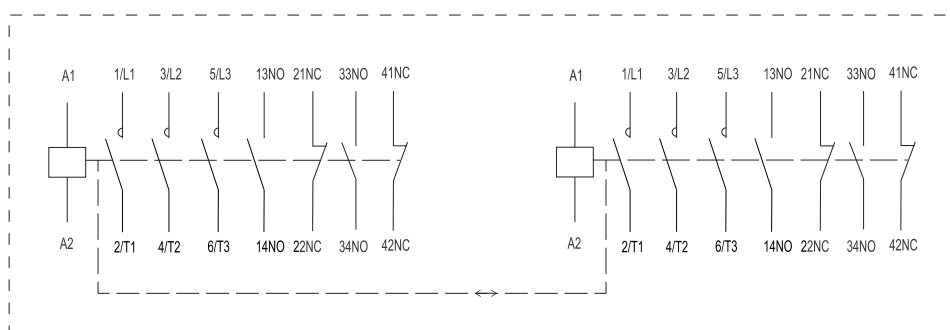 A1 1/L1 3/L2 5/L3 13NO 21NC 33NO 41NC A1 1/L1 3/L2 5/L3 13NO 21NC 33NO 41NC
A2 2/T1 4/T2 6/T3 14NO 22NC 34NO 42NC A2 2/T1 4/T2 6/T3 14NO 22NC 34NO 42NC